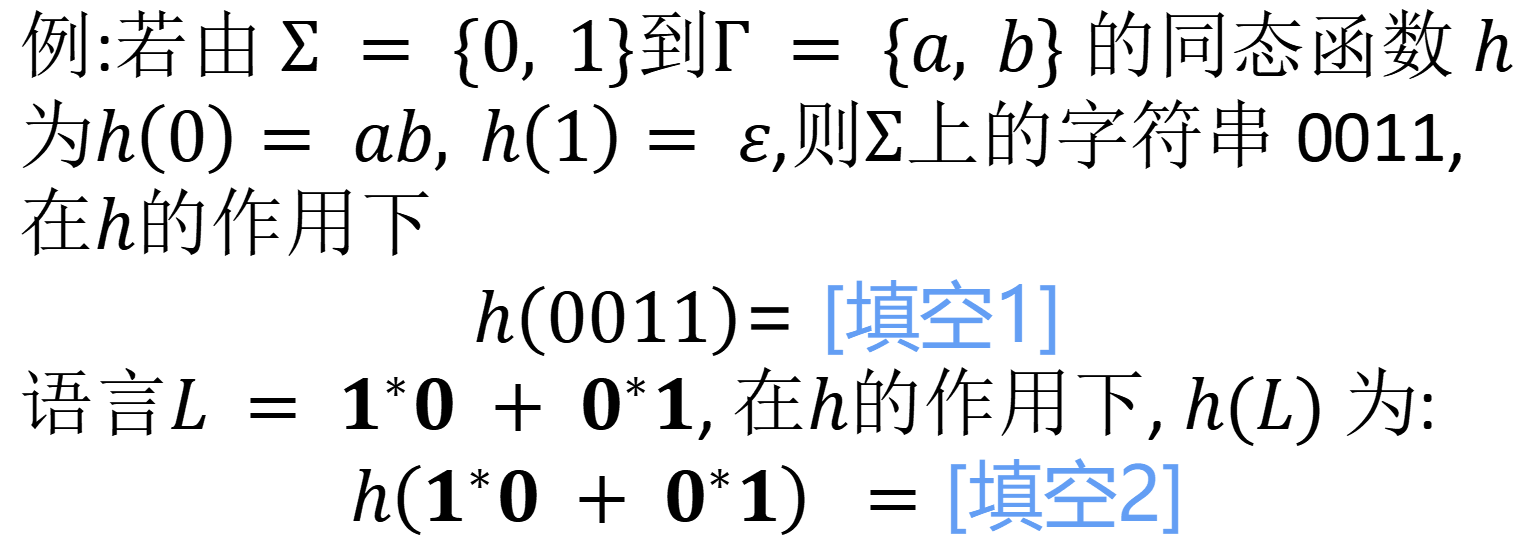 例:若由 Σ = {0, 1}到Γ = {a, b} 的同态函数 h
为h(0) = ab, h(1) = ε,则Σ上的字符串 0011,
在h的作用下
h(0011)= [填空1]
语言L = 1*0 + 0*1, 在h的作用下, h(L) 为:
h(1*0 + 0*1) = [填空2]